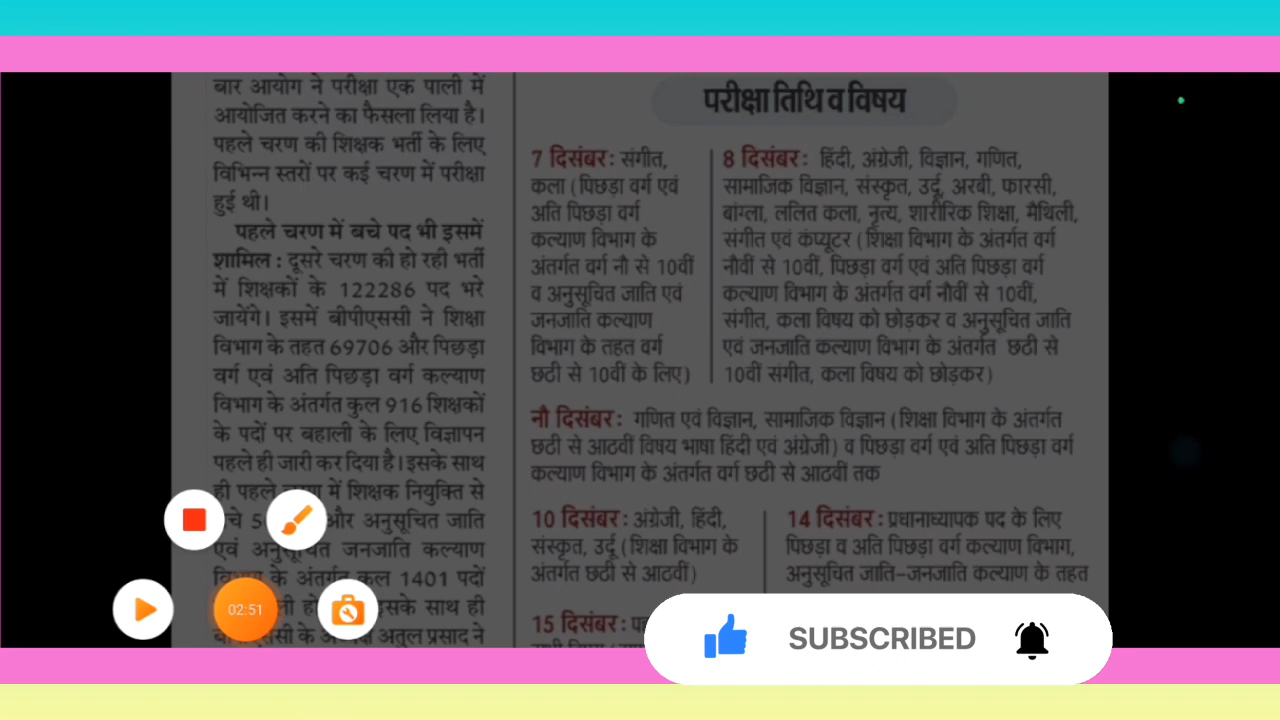 बार आयोग ने परीक्षा एक पाली में
आयोजित करने का फैसला लिया है।
पहले चरण की शिक्षक भर्ती के लिए
विभिन्न स्तरों पर कई चरण में परीक्षा
हुई थी।
पहले चरण में बचे पद भी इसमें
शामिल : दूसरे चरण की हो रही भर्ती
में शिक्षकों के 122286 पद भरे
जायेंगे। इसमें बीपीएससी ने शिक्षा
विभाग के तहत 69706 और पिछड़ा
वर्ग एवं अति पिछड़ा वर्ग कल्याण
विभाग के अंतर्गत कुल 916 शिक्षकों
के पदों पर बहाली के लिए विज्ञापन
पहले ही जारी कर दिया है। इसके साथ
ही पहले में शिक्षक नियुक्ति से
और अनुसूचित जाति
एवं अनुसूचित जनजाति कल्याण
के अंतर्गत कुल 1401 पदों
इसके साथ ही
के अतुल प्रसाद ने
परीक्षा तिथि व विषय
7 दिसंबर: संगीत,
कला (पिछड़ा वर्ग एवं
अति पिछड़ा वर्ग
कल्याण विभाग के
अंतर्गत वर्ग नौ से 10वीं
व अनुसूचित जाति एवं
जनजाति कल्याण
विभाग के तहत वर्ग
छठी से 10वीं के लिए)
8 दिसंबर: हिंदी, अंग्रेजी, विज्ञान, गणित,
सामाजिक विज्ञान, संस्कृत, उर्दू, अरबी, फारसी,
बांग्ला, ललित कला, नृत्य, शारीरिक शिक्षा, मैथिली,
संगीत एवं कंप्यूटर (शिक्षा विभाग के अंतर्गत वर्ग
नौवीं से 10वीं, पिछड़ा वर्ग एवं अति पिछड़ा वर्ग
कल्याण विभाग के अंतर्गत वर्ग नौवीं से 10वीं,
संगीत, कला विषय को छोड़कर व अनुसूचित जाति
एवं जनजाति कल्याण विभाग के अंतर्गत छठी से
10वीं संगीत, कला विषय को छोड़कर)
नौ दिसंबर: गणित एवं विज्ञान, सामाजिक विज्ञान (शिक्षा विभाग के अंतर्गत
छठी से आठवीं विषय भाषा हिंदी एवं अंग्रेजी) व पिछड़ा वर्ग एवं अति पिछड़ा वर्ग
कल्याण विभाग के अंतर्गत वर्ग छठी से आठवीं तक
10 दिसंबर: अंग्रेजी, हिंदी,
संस्कृत, उर्दू (शिक्षा विभाग के
अंतर्गत छठी से आठवीं)
14 दिसंबर: प्रधानाध्यापक पद के लिए
पिछड़ा व अति पिछड़ा वर्ग कल्याण विभाग,
अनुसूचित जाति-जनजाति कल्याण के तहत
15 दिसंबर:
02:51
SUBSCRIBED